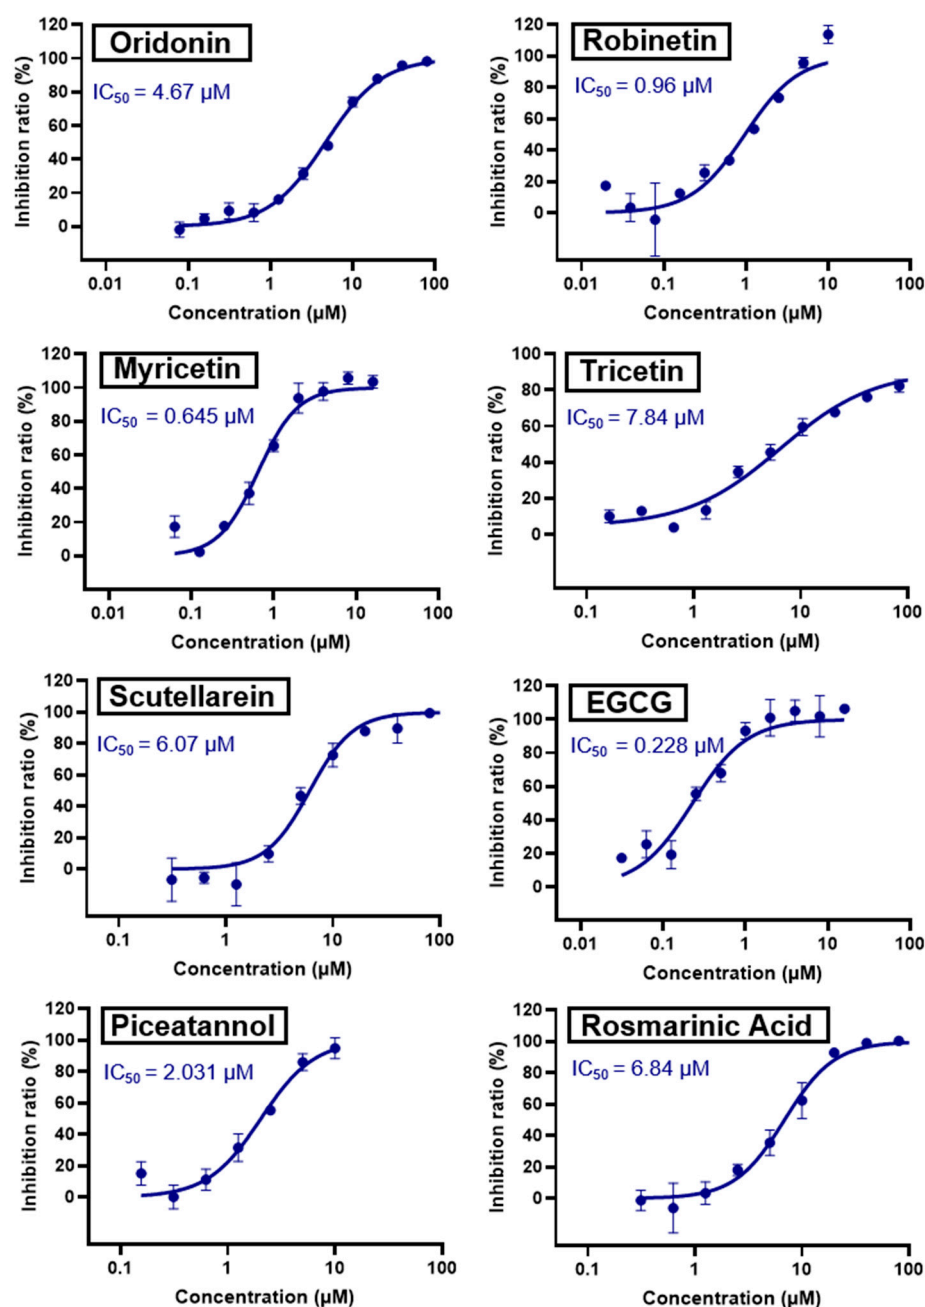 Oridonin
IC50 = 4.67 µM
Inhibition ratio (%)
120
100
80
60
40
20
0
0.01 0.1 1 10 100
Concentration (µM)
Robinetin
IC50 = 0.96 µM
Inhibition ratio (%)
120
100
80
60
40
20
0
0.01 0.1 1 10 100
Concentration (µM)
Myricetin
IC50 = 0.645 µM
Inhibition ratio (%)
120
100
80
60
40
20
0
0.01 0.1 1 10 100
Concentration (µM)
Tricetin
IC50 = 7.84 µM
Inhibition ratio (%)
100
80
60
40
20
0
0.1 1 10 100
Concentration (µM)
Scutellarein
IC50 = 6.07 µM
Inhibition ratio (%)
120
100
80
60
40
20
0
0.1 1 10 100
Concentration (µM)
EGCG
IC50 = 0.228 µM
Inhibition ratio (%)
120
100
80
60
40
20
0
0.01 0.1 1 10 100
Concentration (µM)
Piceatannol
IC50 = 2.031 µM
Inhibition ratio (%)
120
100
80
60
40
20
0
0.1 1 10 100
Concentration (µM)
Rosmarinic Acid
IC50 = 6.84 µM
Inhibition ratio (%)
120
100
80
60
40
20
0
0.1 1 10 100
Concentration (µM)